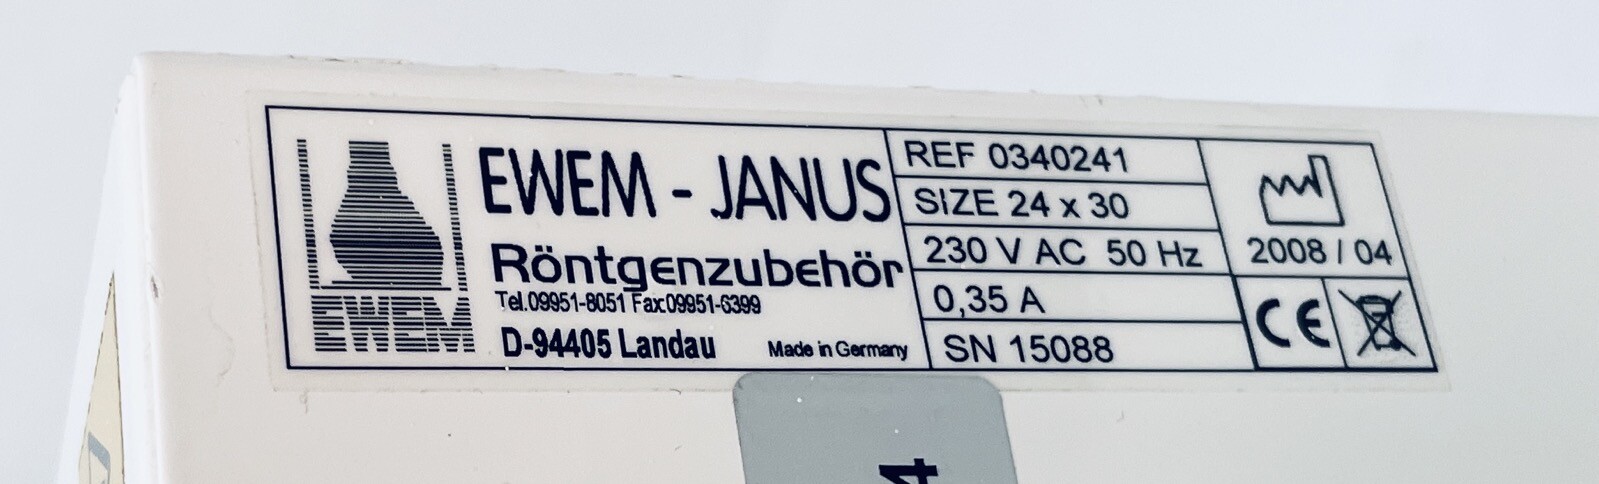 EWEM
EWEM - JANUS
Röntgenzubehör
Tel.09951-8051 Fax09951-6399
D-94405 Landau
Made in Germany
REF 0340241
SIZE 24 x 30
230 V AC 50 Hz
0,35 A
SN 15088
2008 / 04
CE
4